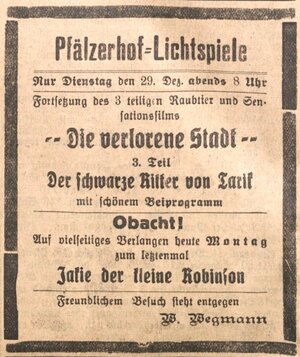 Pfälzerhof=Lichtspiele
Nur Dienstag den 29. Dez. abends 8 Uhr
Fortsetzung des 3 teiligen Raubtier und Sen-
sationsfilms
-- Die verlorene Stadt --
3. Teil
Der schwarze Ritter von Tarik
mit schönem Beiprogramm
Obacht!
Auf vielseitiges Verlangen heute Montag
zum letztenmal
Jakie der kleine Robinson
Freundlichem Besuch sieht entgegen
W. Wegmann